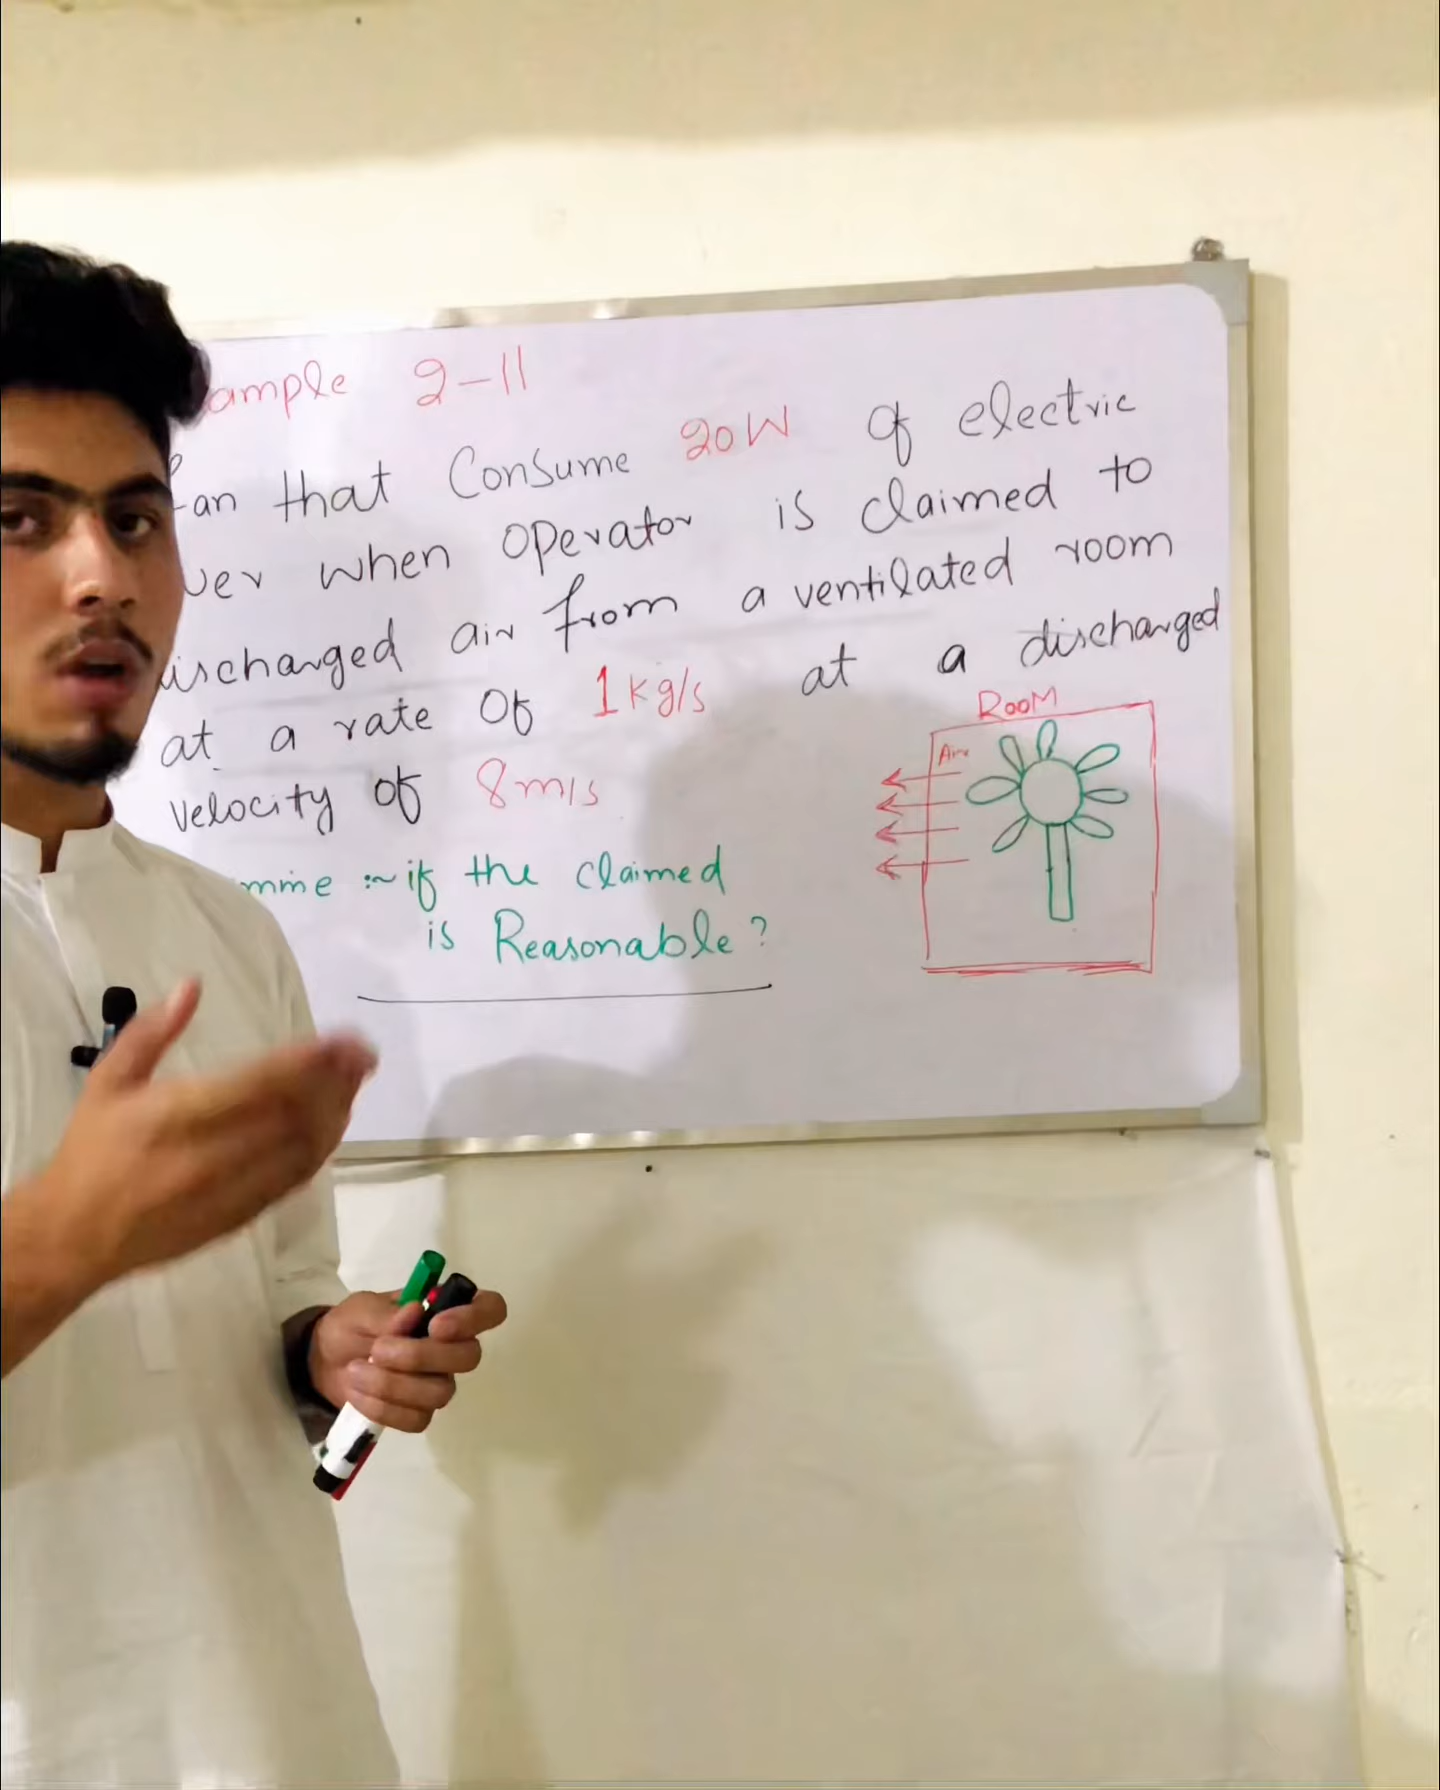 ample 2-11
an that Consume 20W of electric
wer when operator is claimed to
ischarged air from a ventilated room
at a rate of 1kg/s at a discharged
velocity of 8m/s
mine :~ if the claimed
is Reasonable?
ROOM
Air